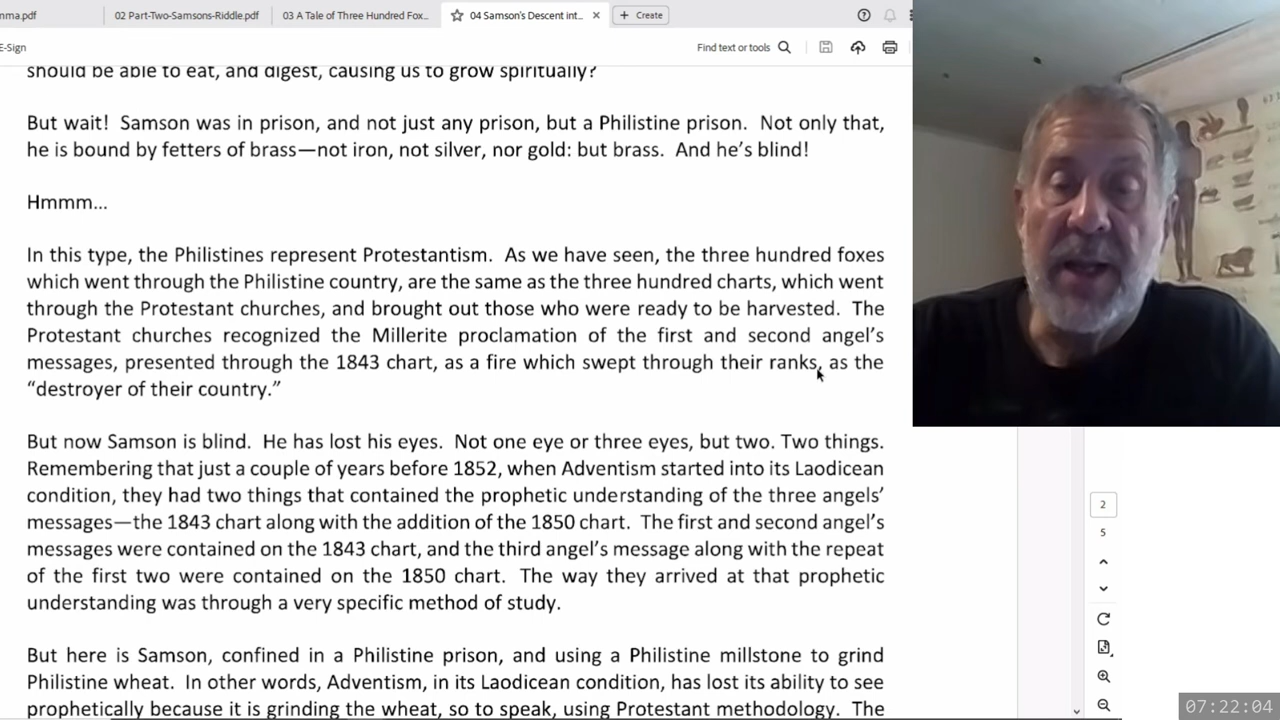 nma.pdf
02 Part-Two-Samsons-Riddle.pdf
03 A Tale of Three Hundred Fox...
04 Samson's Descent int...
Create
E-Sign
Find text or tools
should be able to eat, and digest, causing us to grow spiritually?
But wait! Samson was in prison, and not just any prison, but a Philistine prison. Not only that,
he is bound by fetters of brass—not iron, not silver, nor gold: but brass. And he's blind!
Hmmm...
In this type, the Philistines represent Protestantism. As we have seen, the three hundred foxes
which went through the Philistine country, are the same as the three hundred charts, which went
through the Protestant churches, and brought out those who were ready to be harvested. The
Protestant churches recognized the Millerite proclamation of the first and second angel's
messages, presented through the 1843 chart, as a fire which swept through their ranks, as the
"destroyer of their country."
But now Samson is blind. He has lost his eyes. Not one eye or three eyes, but two. Two things.
Remembering that just a couple of years before 1852, when Adventism started into its Laodicean
condition, they had two things that contained the prophetic understanding of the three angels'
messages—the 1843 chart along with the addition of the 1850 chart. The first and second angel's
messages were contained on the 1843 chart, and the third angel's message along with the repeat
of the first two were contained on the 1850 chart. The way they arrived at that prophetic
understanding was through a very specific method of study.
But here is Samson, confined in a Philistine prison, and using a Philistine millstone to grind
Philistine wheat. In other words, Adventism, in its Laodicean condition, has lost its ability to see
prophetically because it is grinding the wheat, so to speak, using Protestant methodology. The
2
5
07:22:04